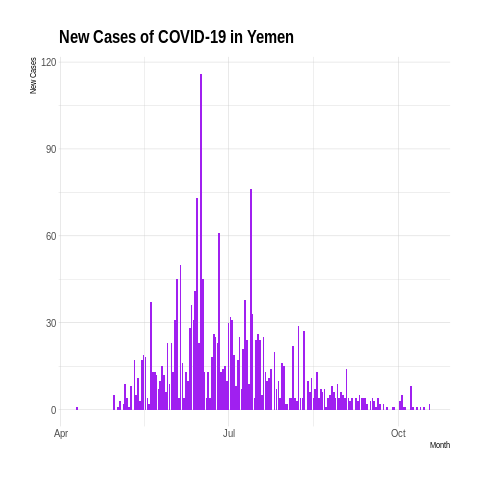 New Cases of COVID-19 in Yemen
New Cases
120
90
60
30
0
Apr
Jul
Oct
Month